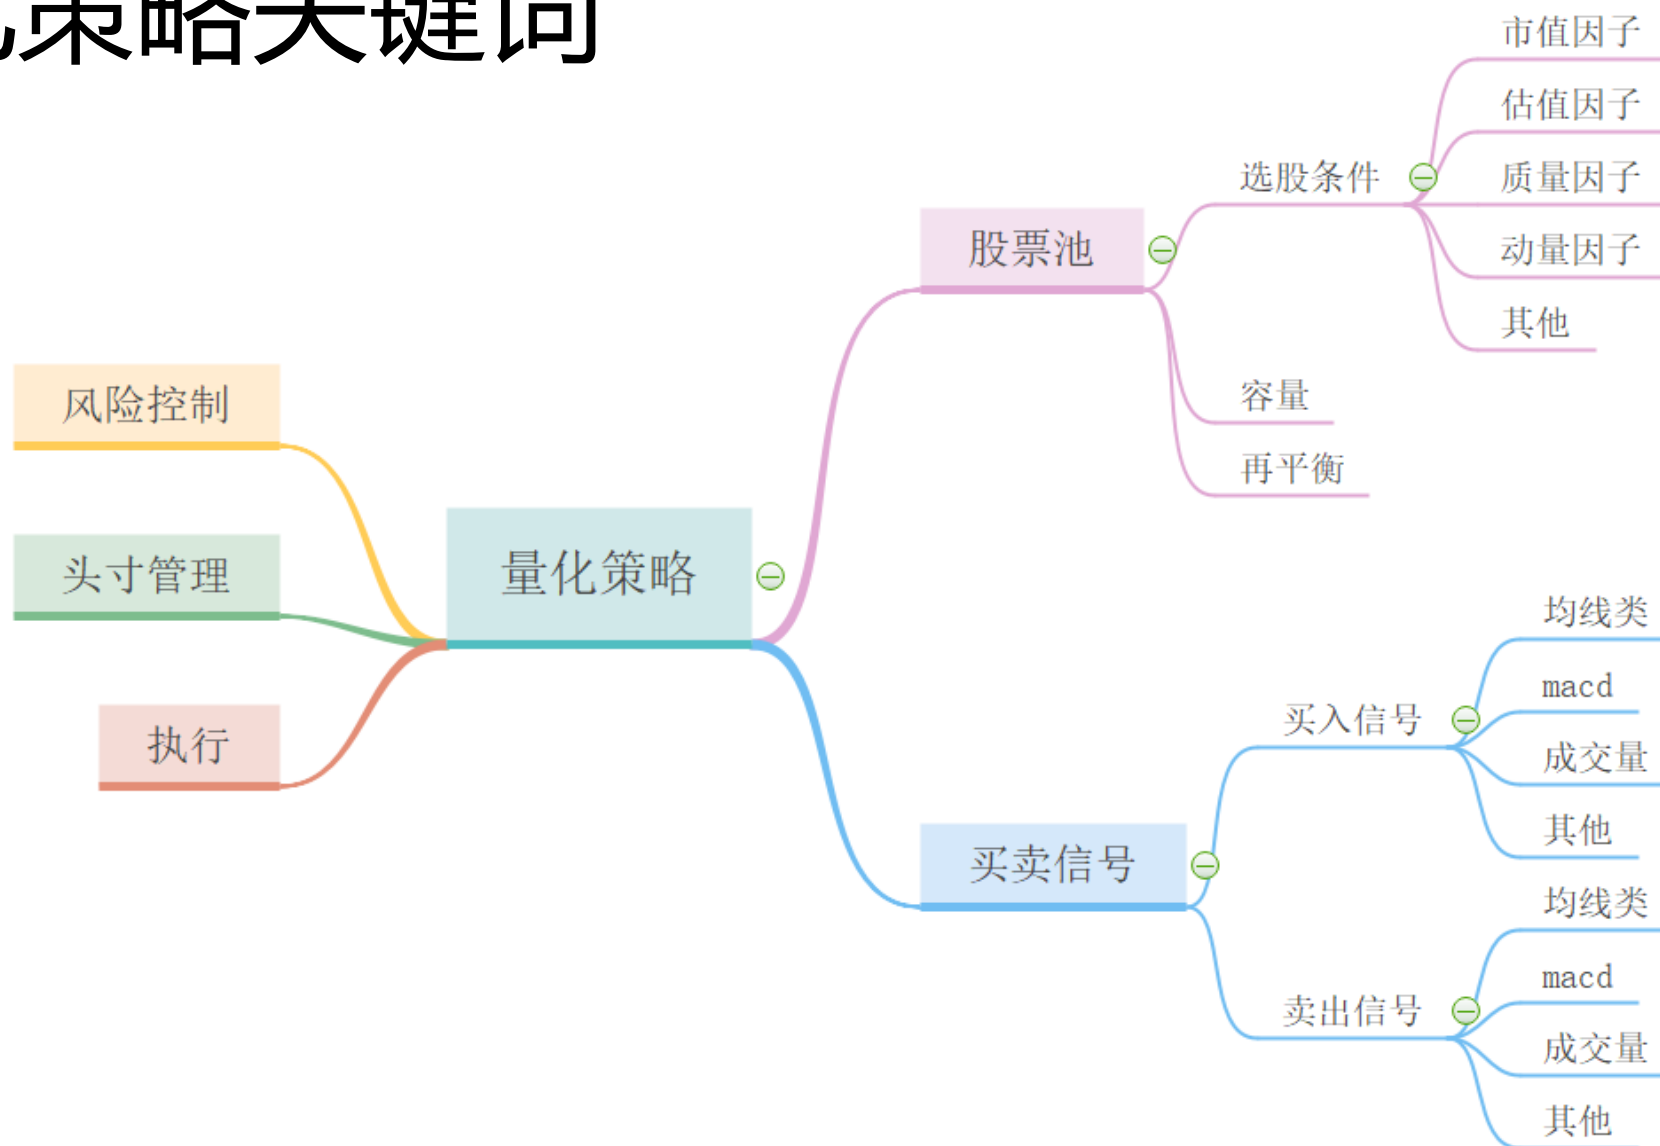 策略关键词
市值因子
估值因子
选股条件
质量因子
股票池
动量因子
其他
容量
再平衡
风险控制
头寸管理
量化策略
执行
均线类
macd
买入信号
成交量
其他
买卖信号
均线类
macd
卖出信号
成交量
其他